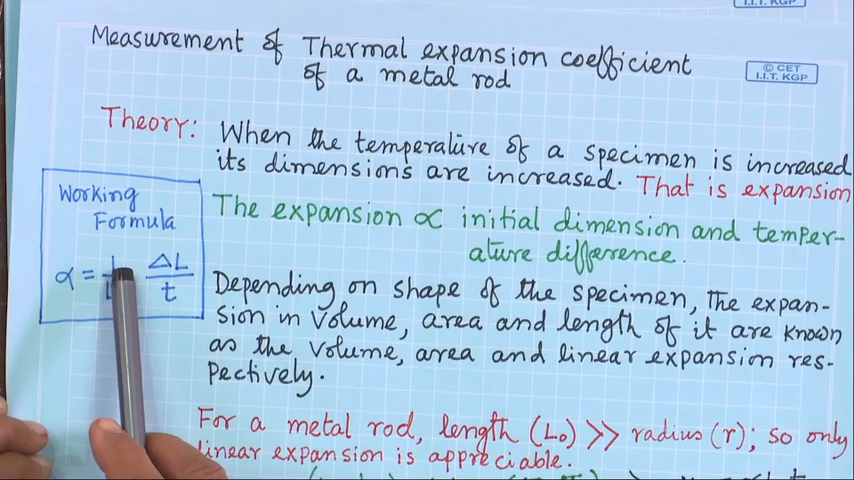 I.I.T. KGP
Measurement of Thermal expansion coefficient
of a metal rod
© CET
I.I.T. KGP
Theory: When the temperature of a specimen is increased
its dimensions are increased. That is expansion
Working
Formula
α = ΔL/t
The expansion ∝ initial dimension and temper-
ature difference.
Depending on shape of the specimen, the expan-
sion in volume, area and length of it are known
as the volume, area and linear expansion res-
pectively.
For a metal rod, length (L₀) >> radius (r); so only
linear expansion is appreciable.